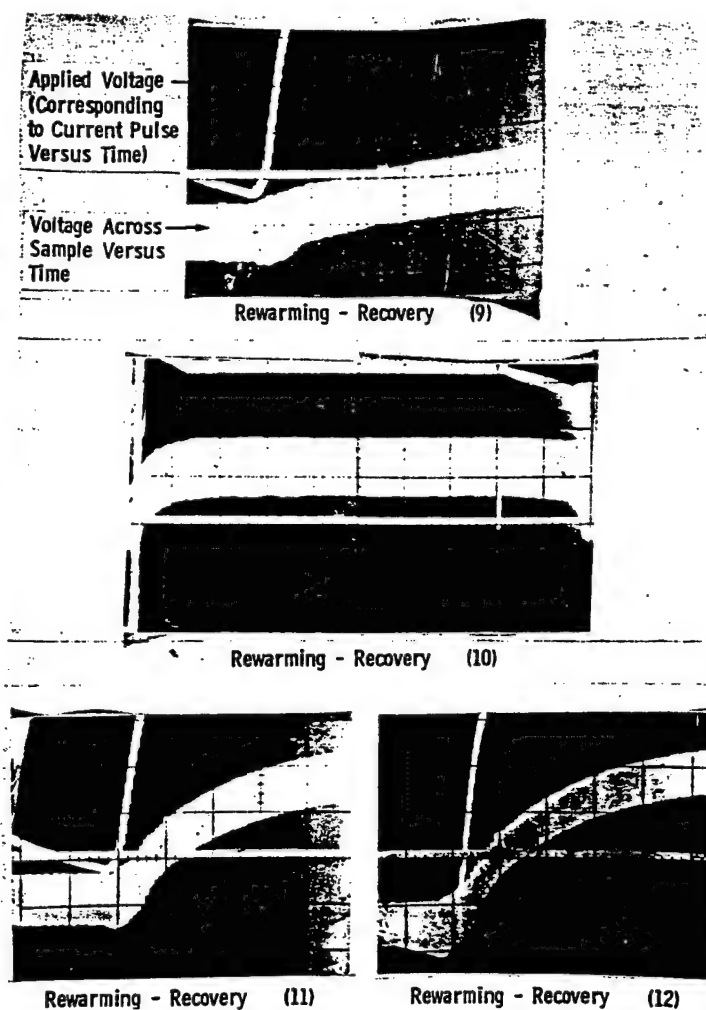 Applied Voltage
(Corresponding
to Current Pulse
Versus Time)
Voltage Across
Sample Versus
Time
Rewarming - Recovery (9)
Rewarming - Recovery (10)
Rewarming - Recovery (11)
Rewarming - Recovery (12)